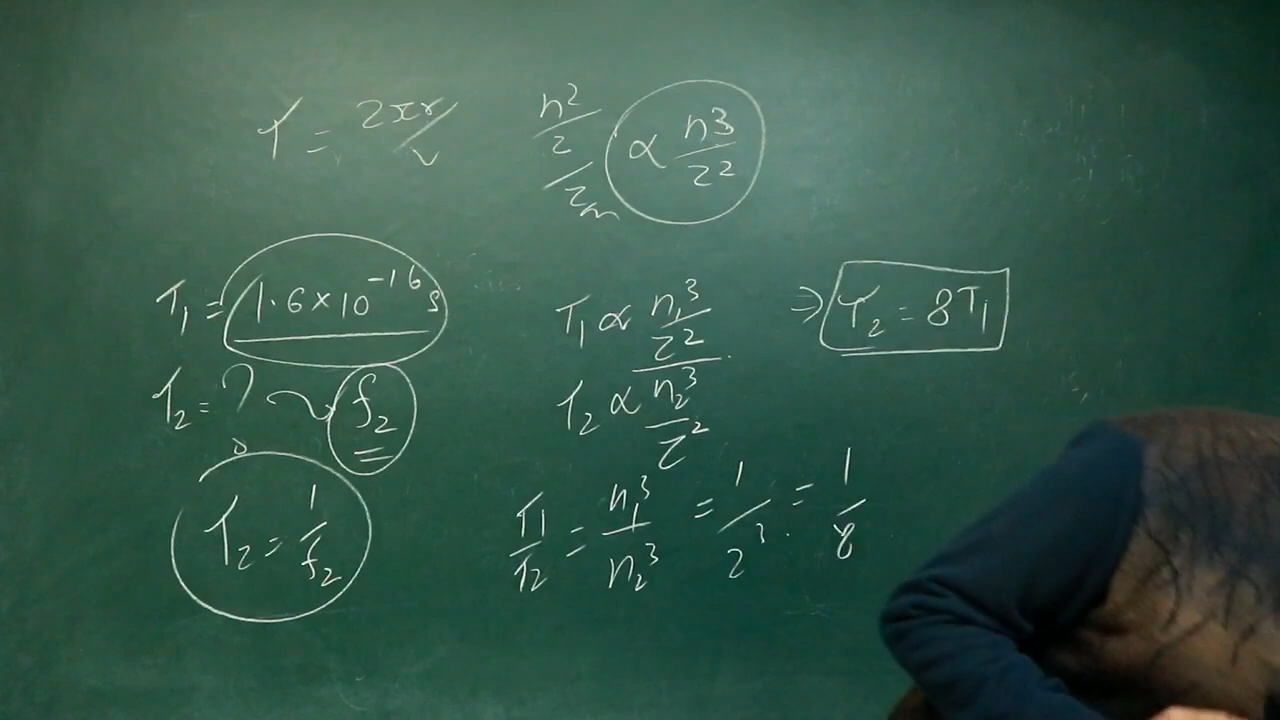 T = 2πr/v n²/z/z/n ∝ n³/z²
T₁ = 1.6×10⁻¹⁶ s
T₂ = ? f₂
T₂ = 1/f₂
T₁ ∝ n₁³/z²
T₂ ∝ n₂³/z²
T₁/T₂ = n₁³/n₂³ = 1/2³ = 1/8
⇒ T₂ = 8T₁